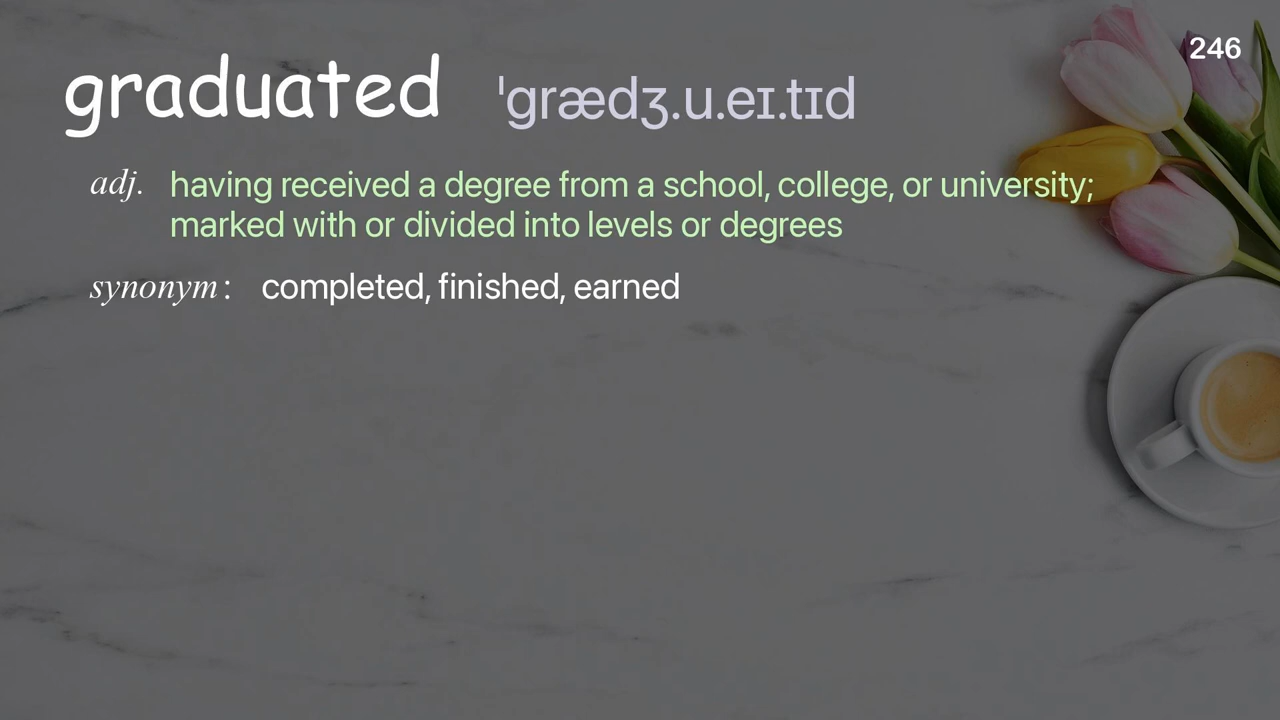 246
graduated ˈgrædʒ.u.eɪ.tɪd
adj. having received a degree from a school, college, or university;
marked with or divided into levels or degrees
synonym: completed, finished, earned